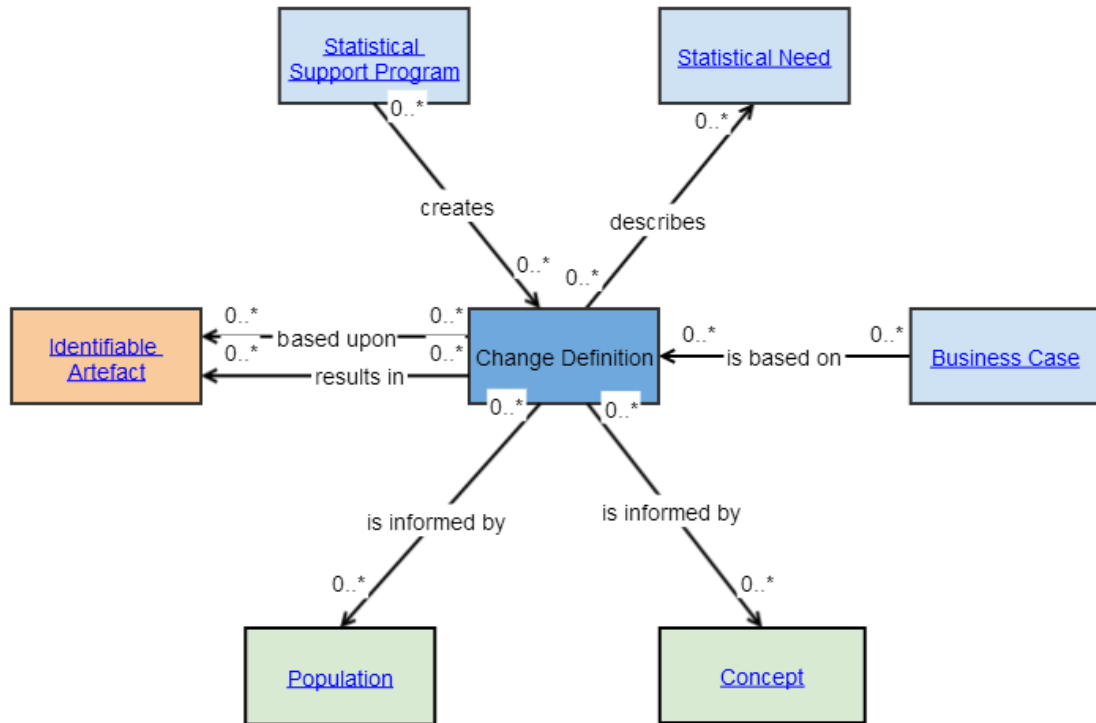 Statistical
Support Program
Statistical Need
0..*
0..*
creates
describes
0..*
0..*
0..*
0..*
based upon
0..*
0..*
results in
Identifiable
Artefact
Change Definition
0..*
0..*
is based on
Business Case
0..*
0..*
is informed by
is informed by
0..*
0..*
Population
Concept